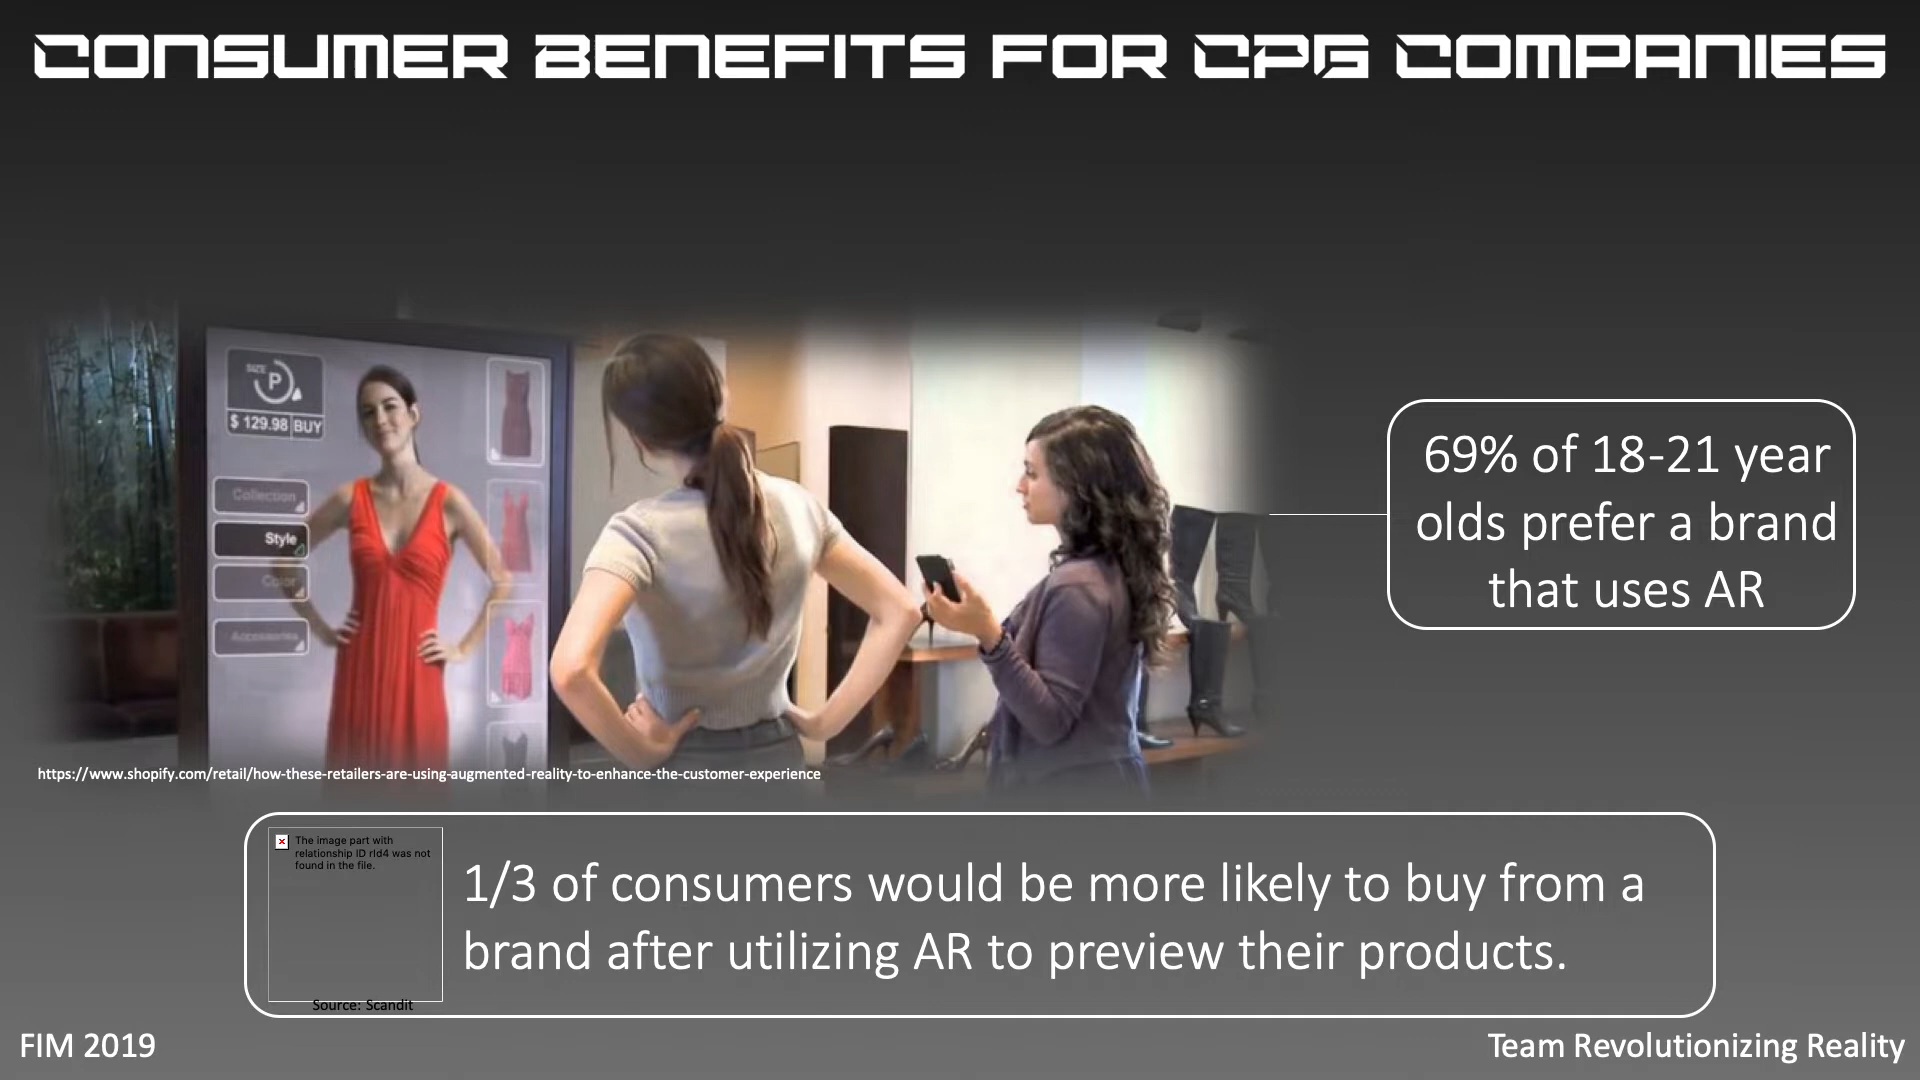 CONSUMER BENEFITS FOR CPG COMPANIES
SIZE
P
$ 129.98 BUY
Collection
Style
Color
Accessories
69% of 18-21 year
olds prefer a brand
that uses AR
https://www.shopify.com/retail/how-these-retailers-are-using-augmented-reality-to-enhance-the-customer-experience
The image part with
relationship ID rId4 was not
found in the file.
1/3 of consumers would be more likely to buy from a
brand after utilizing AR to preview their products.
Source: Scandit
FIM 2019
Team Revolutionizing Reality